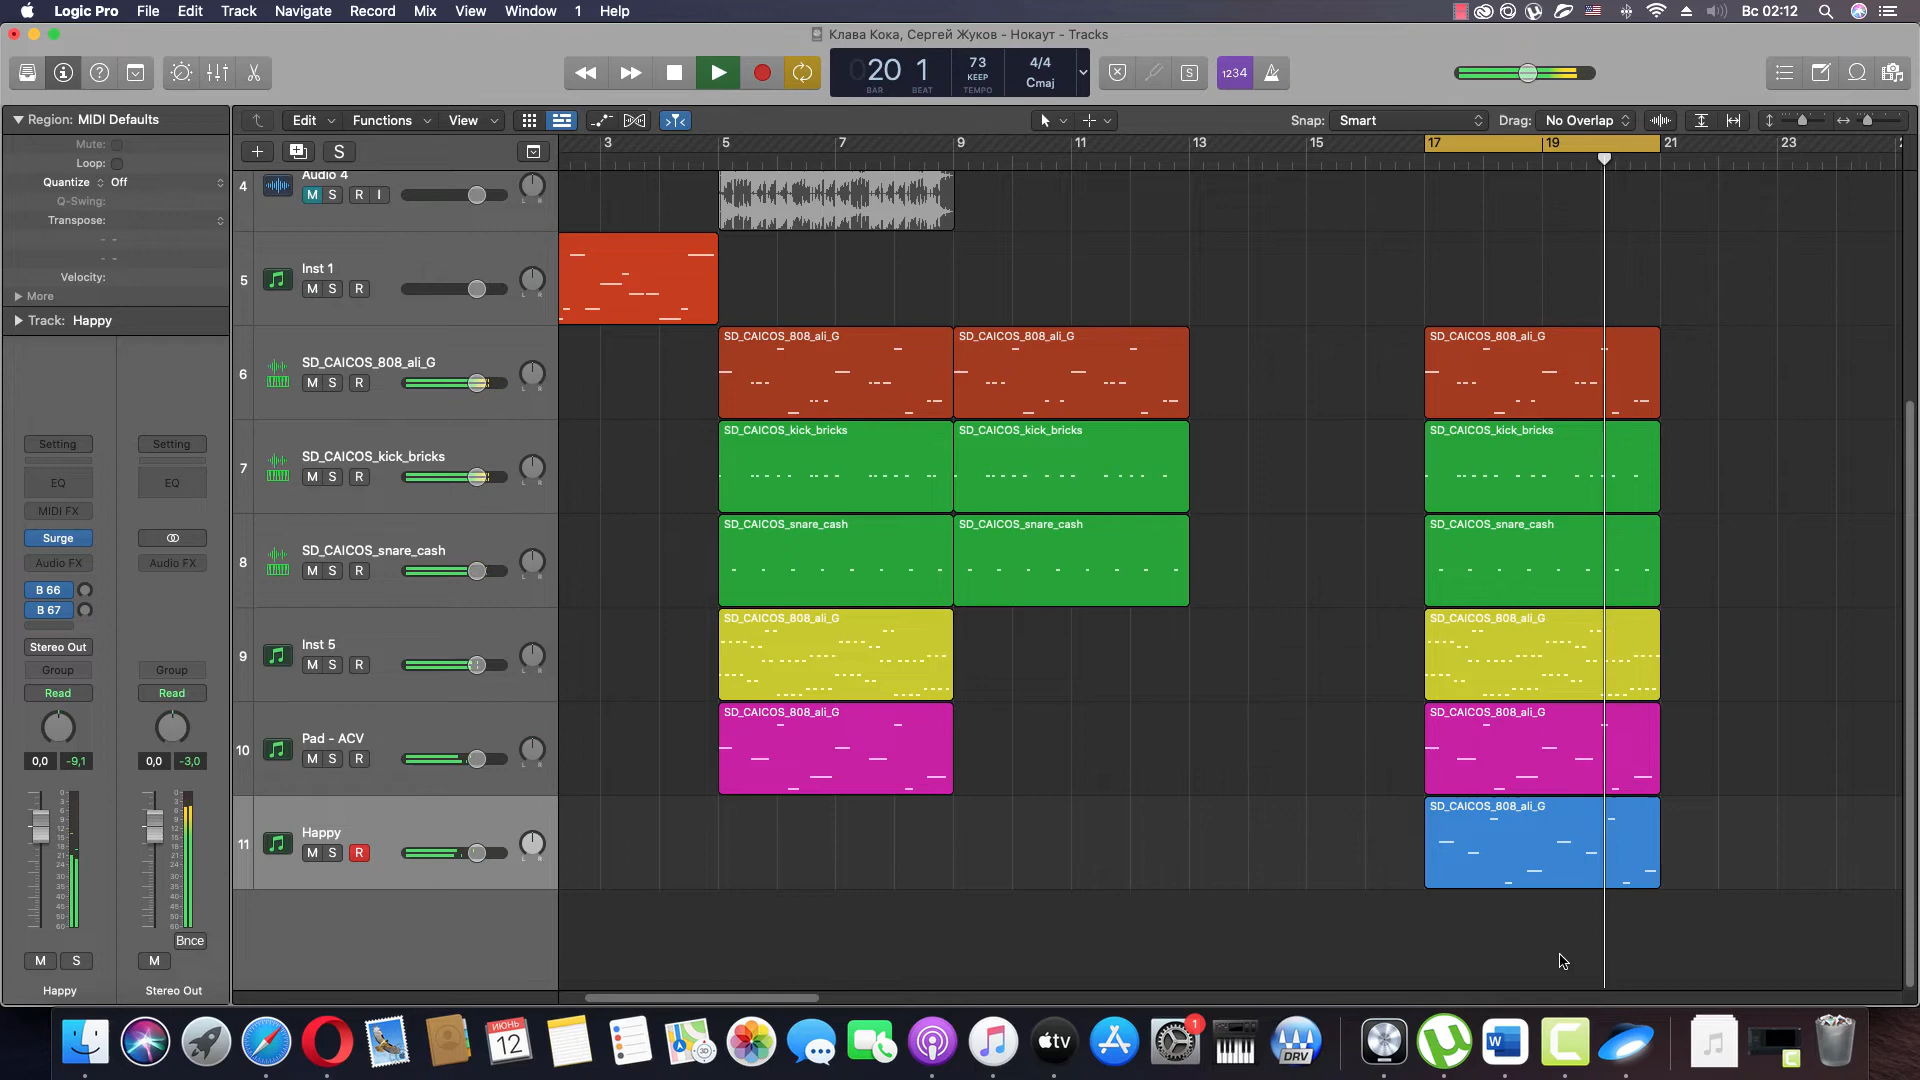 Logic Pro File Edit Track Navigate Record Mix View Window 1 Help
Вс 02:12
Клава Кока, Сергей Жуков - Нокаут - Tracks
020 1
BAR BEAT
73
KEEP
TEMPO
4/4
Cmaj
S
1234
Region: MIDI Defaults
Mute:
Loop:
Quantize Off
Q-Swing:
Transpose:
Velocity:
More
Track: Happy
Edit Functions View
Snap: Smart
Drag: No Overlap
S
3 5 7 9 11 13 15 17 19 21 23
4 Audio 4
M S R I
5 Inst 1
M S R
6 SD_CAICOS_808_ali_G
M S R
SD_CAICOS_808_ali_G SD_CAICOS_808_ali_G SD_CAICOS_808_ali_G
7 SD_CAICOS_kick_bricks
M S R
SD_CAICOS_kick_bricks SD_CAICOS_kick_bricks SD_CAICOS_kick_bricks
8 SD_CAICOS_snare_cash
M S R
SD_CAICOS_snare_cash SD_CAICOS_snare_cash SD_CAICOS_snare_cash
9 Inst 5
M S R
SD_CAICOS_808_ali_G SD_CAICOS_808_ali_G
10 Pad - ACV
M S R
SD_CAICOS_808_ali_G SD_CAICOS_808_ali_G
11 Happy
M S R
SD_CAICOS_808_ali_G
Setting Setting
EQ EQ
MIDI FX
Surge
Audio FX Audio FX
B 66
B 67
Stereo Out
Group Group
Read Read
0,0 -9,1 0,0 -3,0
Bnce
M S M
Happy Stereo Out
ИЮНЬ
12
tv
1
DRV
W